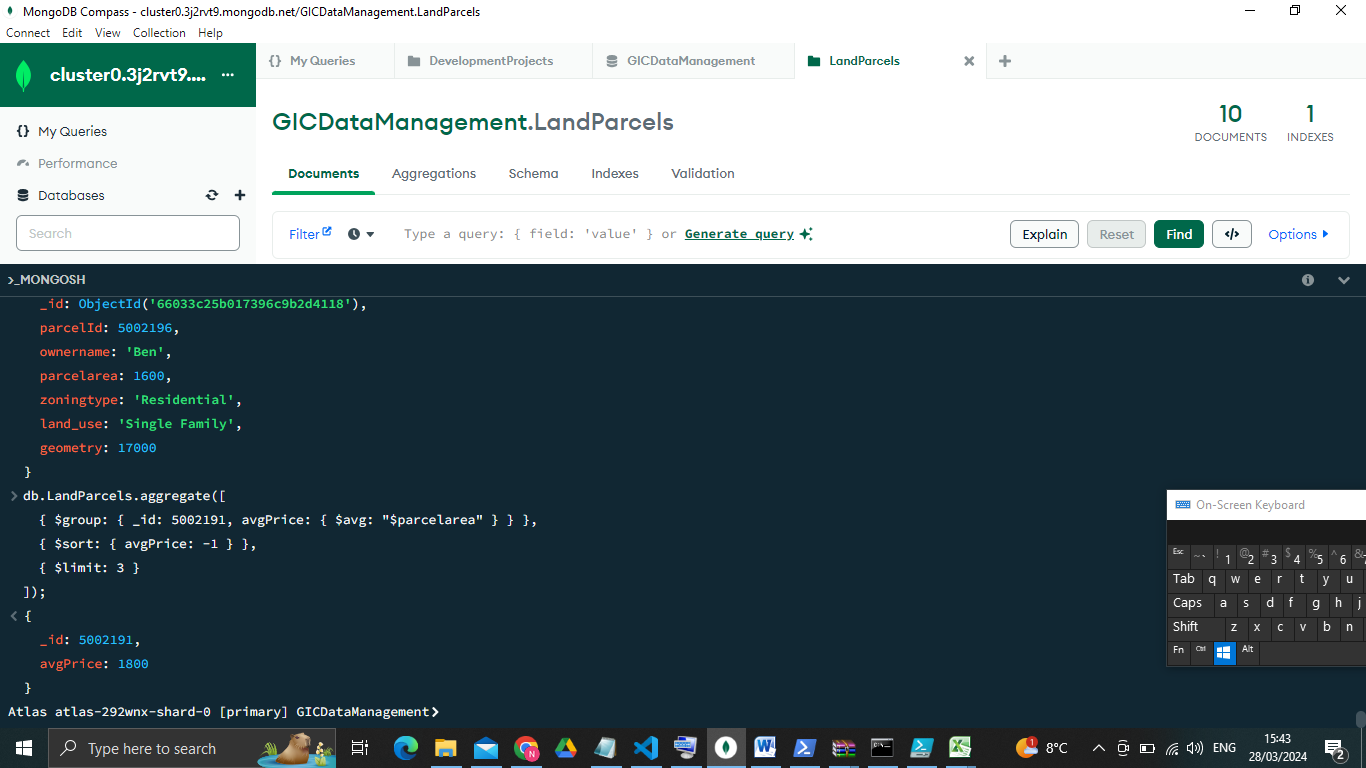 MongoDB Compass - cluster0.3j2rvt9.mongodb.net/GICDataManagement.LandParcels
Connect Edit View Collection Help
cluster0.3j2rvt9.... ...
{} My Queries DevelopmentProjects GICDataManagement LandParcels
{} My Queries
Performance
Databases
Search
GICDataManagement.LandParcels
10 DOCUMENTS
1 INDEXES
Documents Aggregations Schema Indexes Validation
Filter Type a query: { field: 'value' } or Generate query Explain Reset Find </> Options
>_MONGOSH
_id: ObjectId('66033c25b017396c9b2d4118'),
parcelId: 5002196,
ownername: 'Ben',
parcelarea: 1600,
zoningtype: 'Residential',
land_use: 'Single Family',
geometry: 17000
}
> db.LandParcels.aggregate([
{ $group: { _id: 5002191, avgPrice: { $avg: "$parcelarea" } } },
{ $sort: { avgPrice: -1 } },
{ $limit: 3 }
]);
< {
_id: 5002191,
avgPrice: 1800
}
Atlas atlas-292wnx-shard-0 [primary] GICDataManagement>
On-Screen Keyboard
Esc ~ ` ! 1 @ 2 # 3 $ 4 % 5 ^ 6 & 7
Tab q w e r t y u
Caps a s d f g h j
Shift z x c v b n
Fn Ctrl Alt
Type here to search
1 8°C ENG 15:43
28/03/2024 2